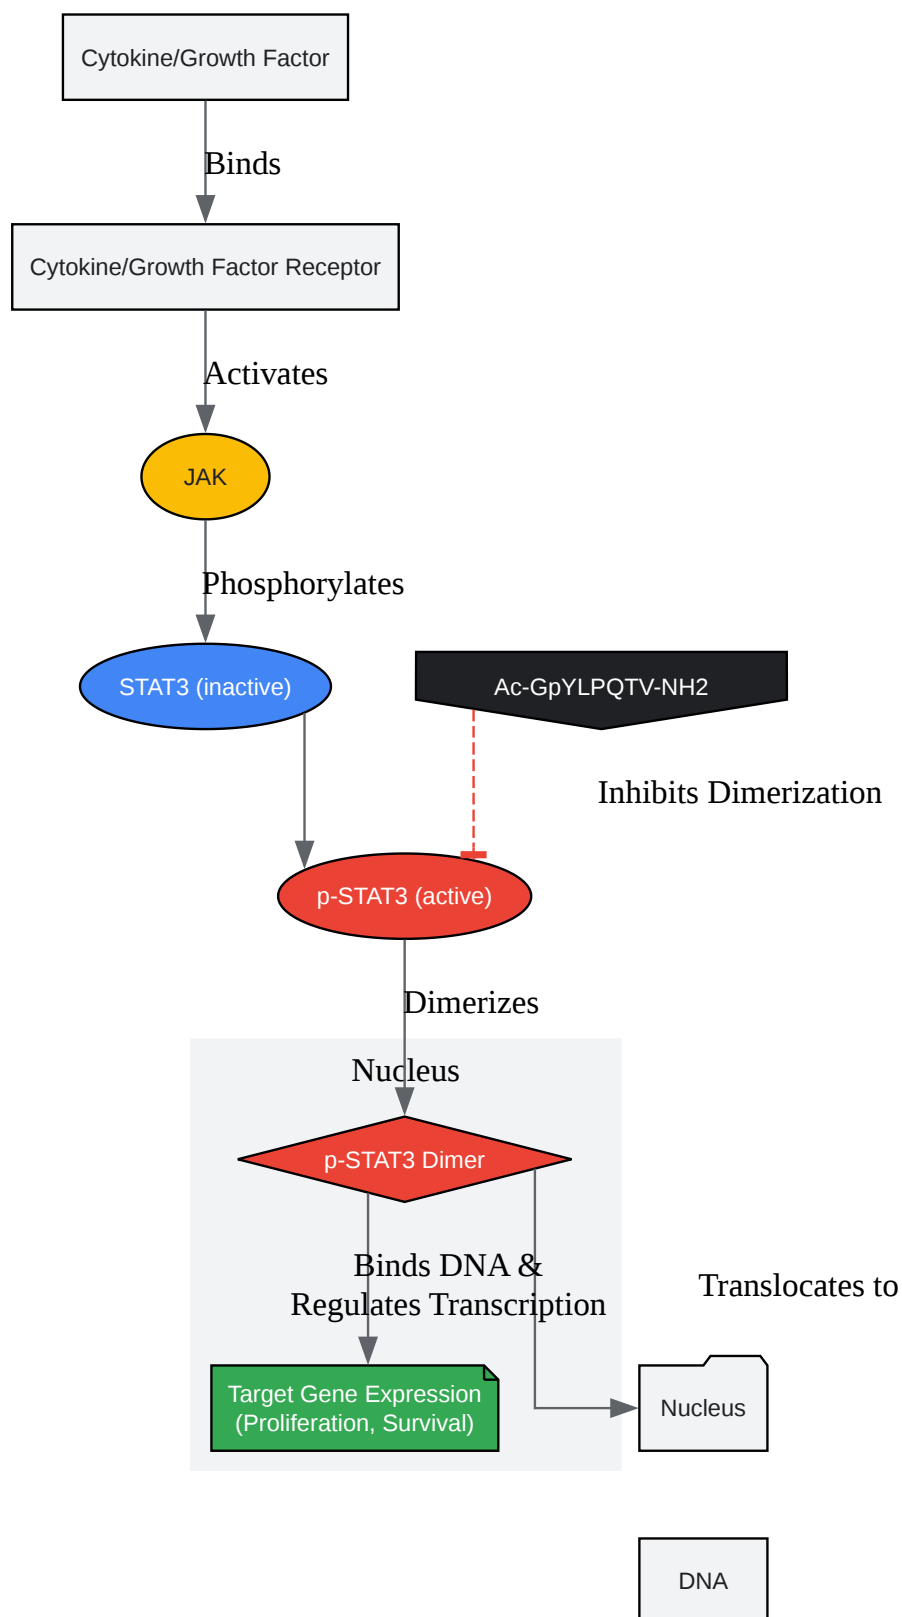 Cytokine/Growth Factor
Binds
Cytokine/Growth Factor Receptor
Activates
JAK
Phosphorylates
STAT3 (inactive)
Ac-GpYLPQTV-NH2
Inhibits Dimerization
p-STAT3 (active)
Dimerizes
Nucleus
p-STAT3 Dimer
Binds DNA &
Regulates Transcription
Translocates to
Target Gene Expression
(Proliferation, Survival)
Nucleus
DNA